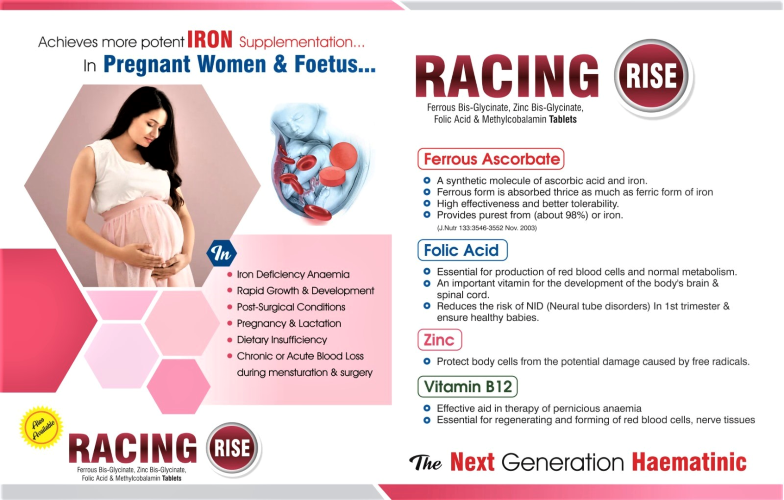 Achieves more potent IRON Supplementation...
In Pregnant Women & Foetus...
In
Iron Deficiency Anaemia
Rapid Growth & Development
Post-Surgical Conditions
Pregnancy & Lactation
Dietary Insufficiency
Chronic or Acute Blood Loss
during mensturation & surgery
Also
Available
RACING RISE
Ferrous Bis-Glycinate, Zinc Bis-Glycinate,
Folic Acid & Methylcobalamin Tablets
RACING RISE
Ferrous Bis-Glycinate, Zinc Bis-Glycinate,
Folic Acid & Methylcobalamin Tablets
Ferrous Ascorbate
A synthetic molecule of ascorbic acid and iron.
Ferrous form is absorbed thrice as much as ferric form of iron
High effectiveness and better tolerability.
Provides purest from (about 98%) or iron.
(J.Nutr 133:3546-3552 Nov. 2003)
Folic Acid
Essential for production of red blood cells and normal metabolism.
An important vitamin for the development of the body's brain &
spinal cord.
Reduces the risk of NID (Neural tube disorders) In 1st trimester &
ensure healthy babies.
Zinc
Protect body cells from the potential damage caused by free radicals.
Vitamin B12
Effective aid in therapy of pernicious anaemia
Essential for regenerating and forming of red blood cells, nerve tissues
The Next Generation Haematinic